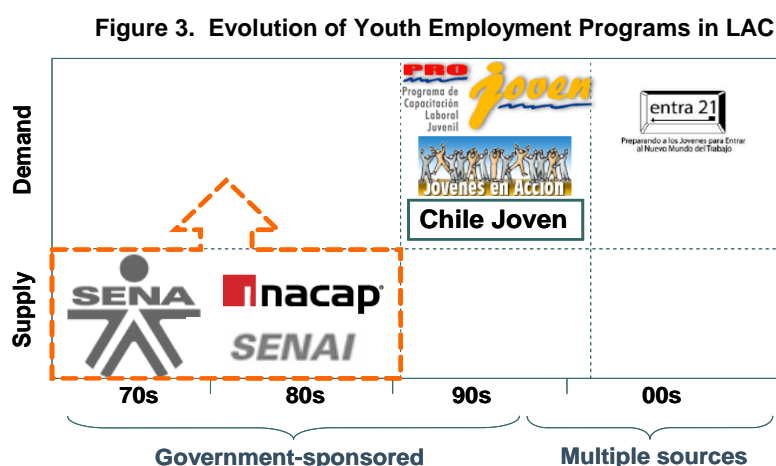 Figure 3. Evolution of Youth Employment Programs in LAC
Demand
PRO
joven
Programa de
Capacitación
Laboral
Juvenil
Jóvenes en Acción
Chile Joven
entra 21
Preparando a los Jovenes para Entrar
al Nuevo Mundo del Trabajo
Supply
SENA
inacap
SENAI
70s
80s
90s
00s
Government-sponsored
Multiple sources